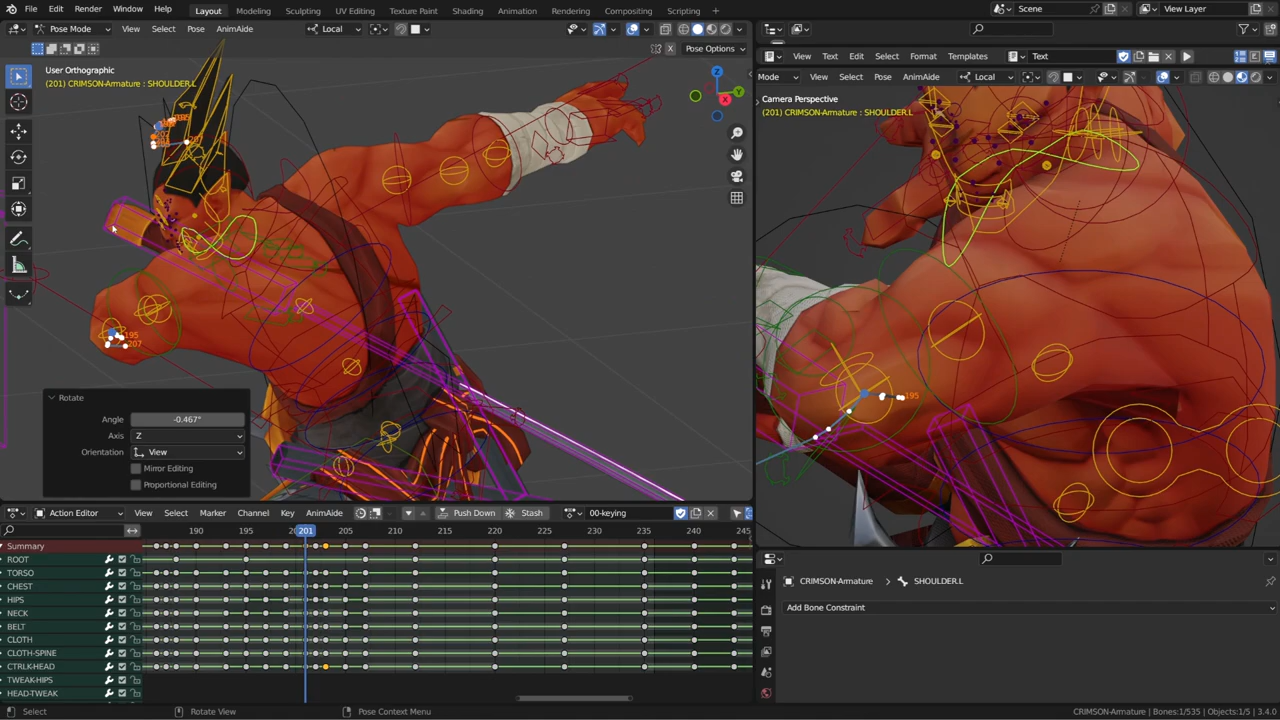 File Edit Render Window Help Layout Modeling Sculpting UV Editing Texture Paint Shading Animation Rendering Compositing Scripting Scene View Layer
Pose Mode View Select Pose AnimAide Local
Pose Options
User Orthographic
(201) CRIMSON-Armature : SHOULDER.L
Z
Y
X
195
207
Rotate
Angle -0.467°
Axis Z
Orientation View
Mirror Editing
Proportional Editing
Text View Text Edit Select Format Templates Text
Mode View Select Pose AnimAide Local
Camera Perspective
(201) CRIMSON-Armature : SHOULDER.L
195
Action Editor View Select Marker Channel Key AnimAide Push Down Stash 00-keying
190 195 201 205 210 215 220 225 230 235 240 245
Summary
ROOT
TORSO
CHEST
HIPS
NECK
BELT
CLOTH
CLOTH-SPINE
CTRLK-HEAD
TWEAK-HIPS
HEAD-TWEAK
CRIMSON-Armature SHOULDER.L
Add Bone Constraint
Select Rotate View Pose Context Menu
CRIMSON-Armature | Bones:1/535 | Objects:1/5 | 3.4.0